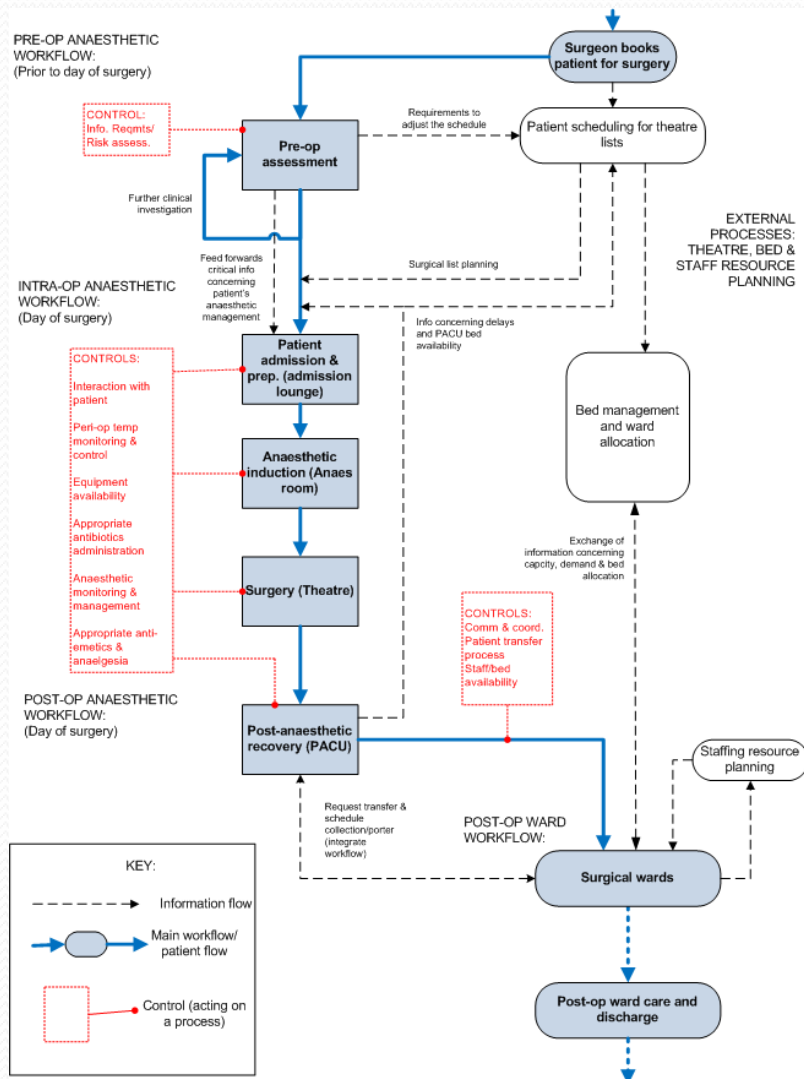 PRE-OP ANAESTHETIC
WORKFLOW:
(Prior to day of surgery)
Surgeon books
patient for surgery
CONTROL:
Info. Reqmts/
Risk assess.
Pre-op
assessment
Requirements to
adjust the schedule
Patient scheduling for theatre
lists
Further clinical
investigation
Feed forwards
critical info
concerning
patient's
anaesthetic
management
Surgical list planning
EXTERNAL
PROCESSES:
THEATRE, BED &
STAFF RESOURCE
PLANNING
INTRA-OP ANAESTHETIC
WORKFLOW:
(Day of surgery)
Info concerning delays
and PACU bed
availability
Patient
admission &
prep. (admission
lounge)
CONTROLS:
Interaction with
patient
Peri-op temp
monitoring &
control
Equipment
availability
Appropriate
antibiotics
administration
Anaesthetic
monitoring &
management
Appropriate anti-
emetics &
anaelgesia
Anaesthetic
induction (Anaes
room)
Bed management
and ward
allocation
Surgery (Theatre)
Exchange of
information concerning
capcity, demand & bed
allocation
CONTROLS:
Comm & coord.
Patient transfer
process
Staff/bed
availability
POST-OP ANAESTHETIC
WORKFLOW:
(Day of surgery)
Post-anaesthetic
recovery (PACU)
Staffing resource
planning
Request transfer &
schedule
collection/porter
(integrate
workflow)
POST-OP WARD
WORKFLOW:
Surgical wards
KEY:
Information flow
Main workflow/
patient flow
Control (acting on
a process)
Post-op ward care and
discharge